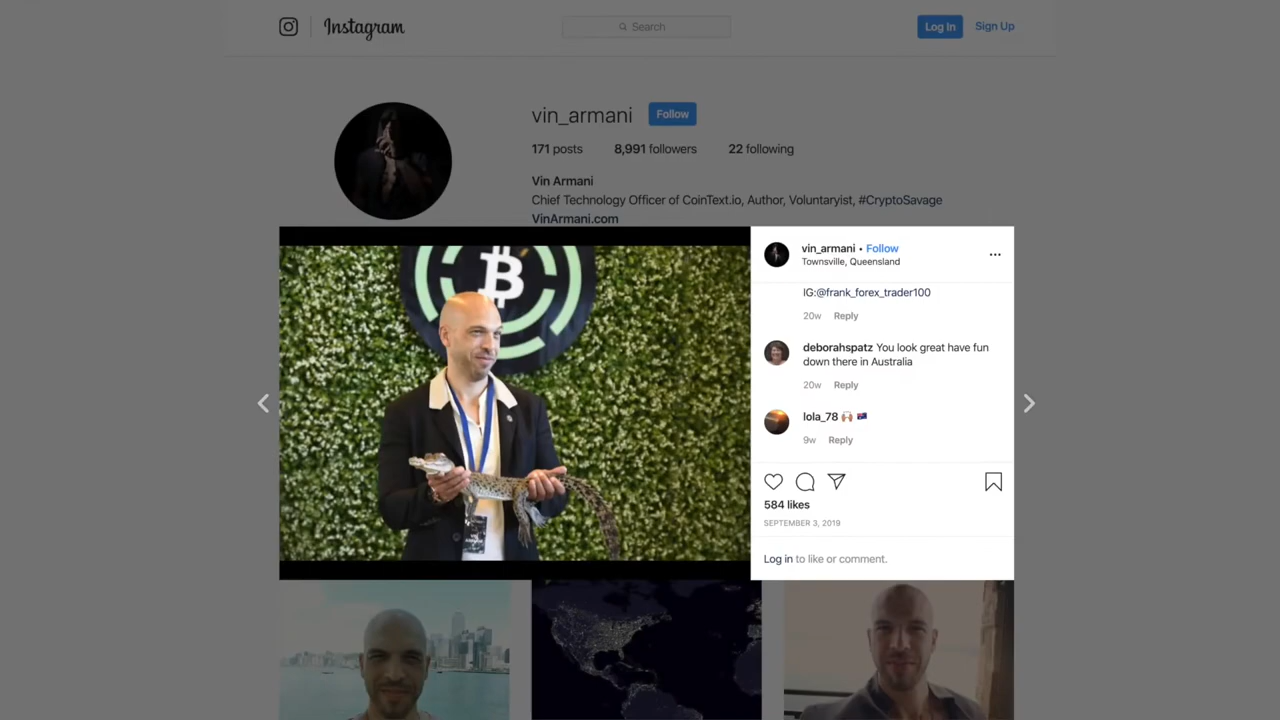 Instagram
Search
Log In
Sign Up
vin_armani
Follow
171 posts
8,991 followers
22 following
Vin Armani
Chief Technology Officer of CoinText.io, Author, Voluntaryist, #CryptoSavage
VinArmani.com
B
vin_armani • Follow
Townsville, Queensland
IG:@frank_forex_trader100
20w Reply
deborahspatz You look great have fun
down there in Australia
20w Reply
lola_78
9w Reply
584 likes
SEPTEMBER 3, 2019
Log in to like or comment.